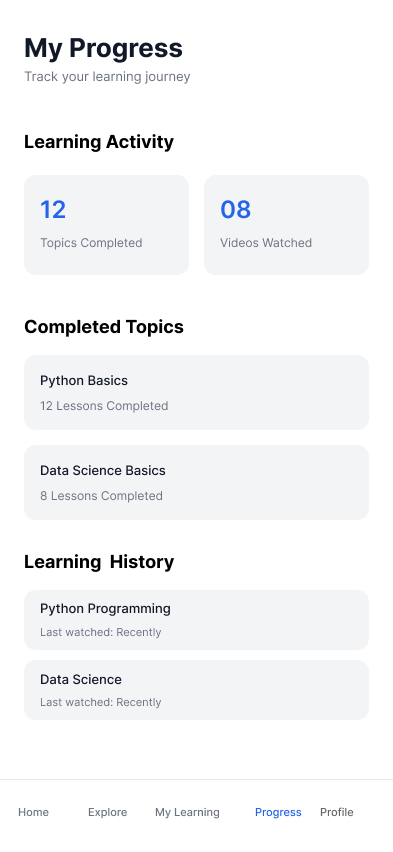 My Progress
Track your learning journey
Learning Activity
12
Topics Completed
08
Videos Watched
Completed Topics
Python Basics
12 Lessons Completed
Data Science Basics
8 Lessons Completed
Learning  History
Python Programming
Last watched: Recently
Data Science
Last watched: Recently
Home Explore My Learning Progress Profile